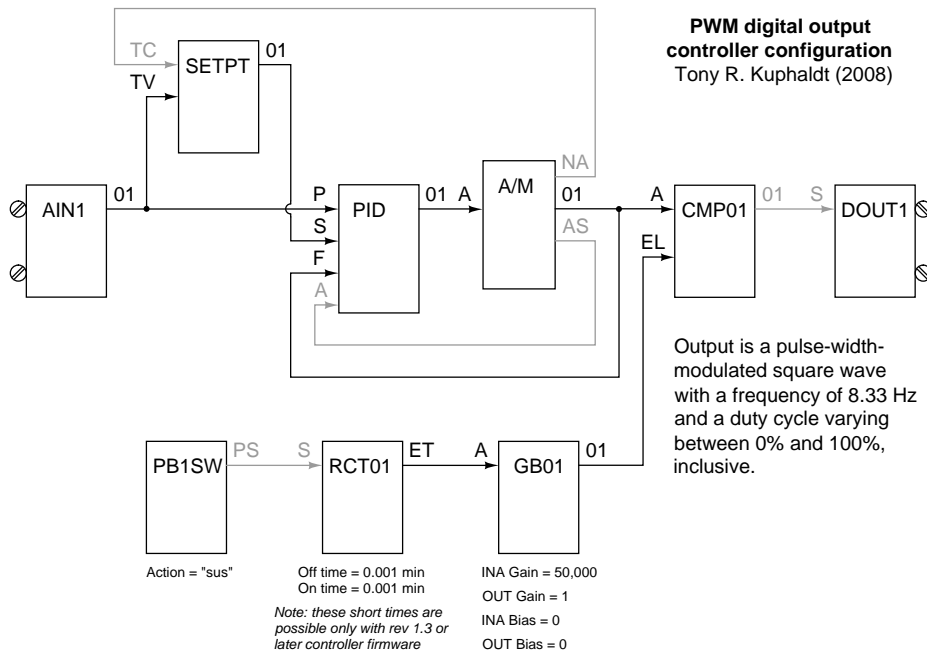 PWM digital output
controller configuration
Tony R. Kuphaldt (2008)
TC
SETPT
01
TV
AIN1
01
P
PID
01
S
F
A
A
A/M
NA
01
AS
A
CMP01
01
EL
S
DOUT1
Output is a pulse-width-
modulated square wave
with a frequency of 8.33 Hz
and a duty cycle varying
between 0% and 100%,
inclusive.
PB1SW
PS
S
RCT01
ET
A
GB01
01
Action = "sus"
Off time = 0.001 min
On time = 0.001 min
Note: these short times are
possible only with rev 1.3 or
later controller firmware
INA Gain = 50,000
OUT Gain = 1
INA Bias = 0
OUT Bias = 0